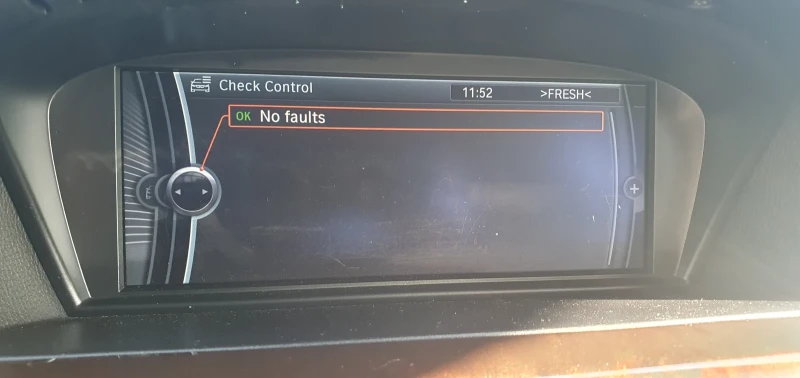 Check Control 11:52 >FRESH<
OK No faults
+